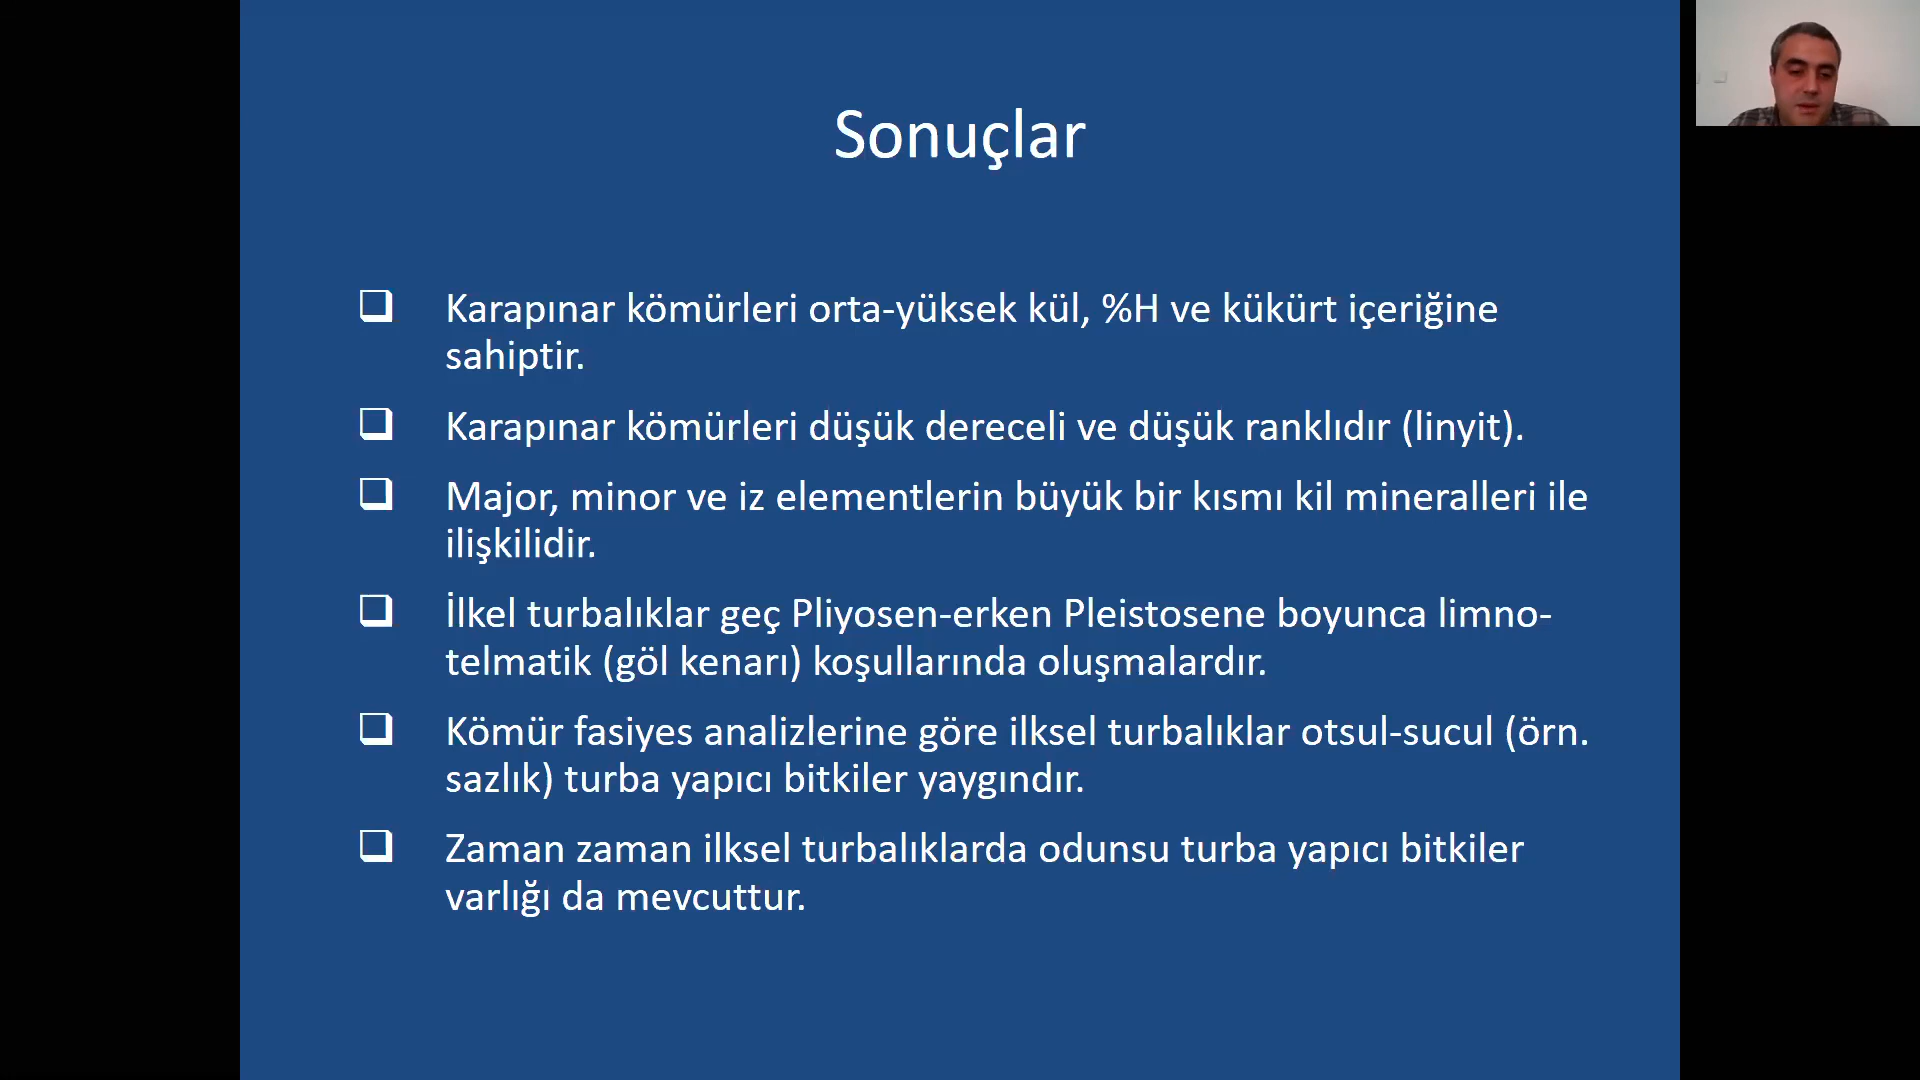 Sonuçlar
Karapınar kömürleri orta-yüksek kül, %H ve kükürt içeriğine
sahiptir.
Karapınar kömürleri düşük dereceli ve düşük ranklıdır (linyit).
Major, minor ve iz elementlerin büyük bir kısmı kil mineralleri ile
ilişkilidir.
İlkel turbalıklar geç Pliyosen-erken Pleistosene boyunca limno-
telmatik (göl kenarı) koşullarında oluşmalardır.
Kömür fasiyes analizlerine göre ilksel turbalıklar otsul-sucul (örn.
sazlık) turba yapıcı bitkiler yaygındır.
Zaman zaman ilksel turbalıklarda odunsu turba yapıcı bitkiler
varlığı da mevcuttur.